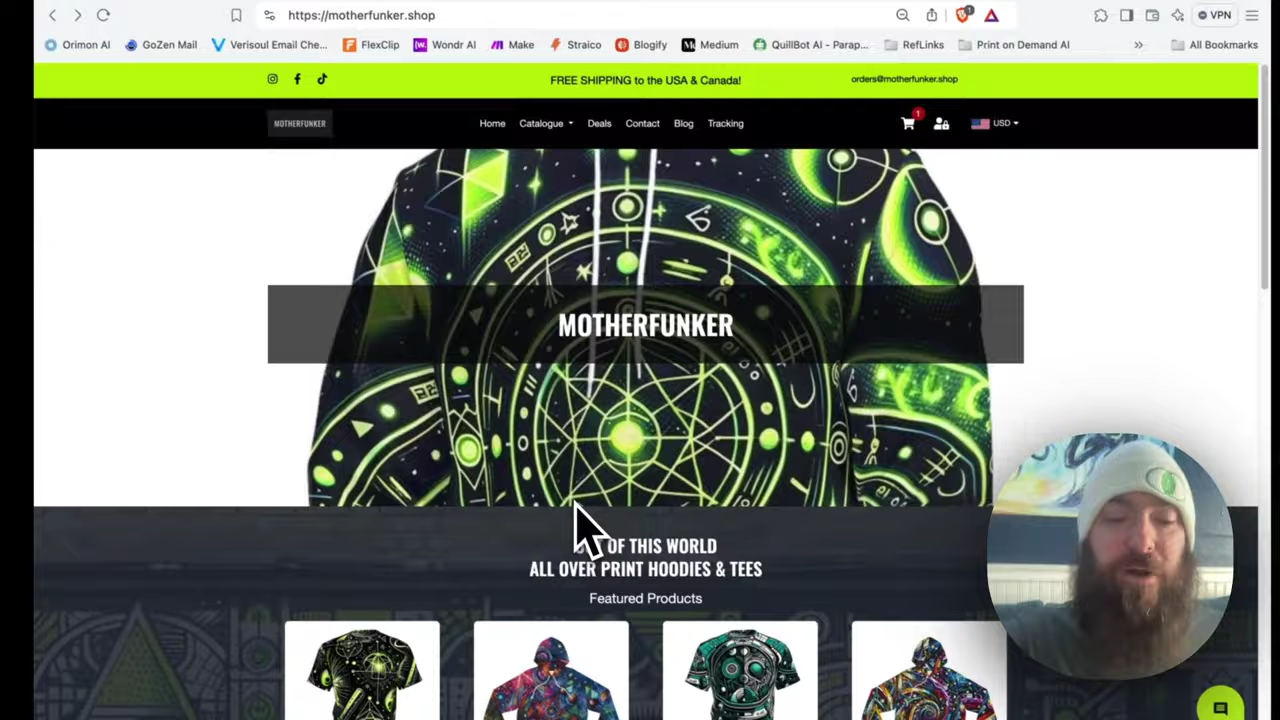 https://motherfunker.shop
1
VPN
Orimon AI
GoZen Mail
Verisoul Email Che...
FlexClip
Wondr AI
Make
Straico
Blogify
Medium
QuillBot AI - Parap...
RefLinks
Print on Demand AI
»
All Bookmarks
FREE SHIPPING to the USA & Canada!
orders@motherfunker.shop
MOTHERFUNKER
Home
Catalogue
Deals
Contact
Blog
Tracking
1
USD
MOTHERFUNKER
OF THIS WORLD
ALL OVER PRINT HOODIES & TEES
Featured Products